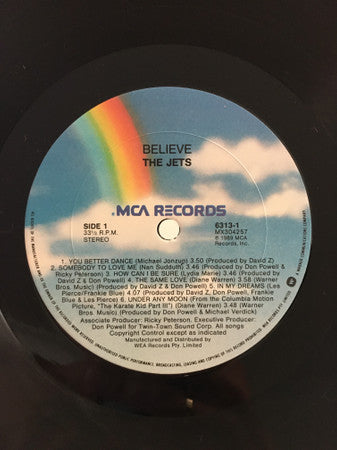 BELIEVE
THE JETS
MCA RECORDS
SIDE 1
33⅓ R.P.M.
STEREO
6313-1
MX304257
℗ 1989 MCA
Records, Inc.
1. YOU BETTER DANCE (Michael Jonzun) 3.50 (Produced by David Z)
2. SOMEBODY TO LOVE ME (Nan Sudduth) 3.46 (Produced by Don Powell &
Ricky Peterson) 3. HOW CAN I BE SURE (Lydia Marie) 3.46 (Produced by
David Z & Don Powell) 4. THE SAME LOVE (Diane Warren) 3.58 (Warner
Bros. Music) (Produced by Don Powell) 5. IN MY DREAMS (Les
Pierce/Frankie Blue) 4.07 (Produced by David Z, Don Powell, Frankie
Blue & Les Pierce) 6. UNDER ANY MOON (From the Columbia Motion
Picture, "The Karate Kid Part III") (Diane Warren) 3.48 (Warner
Bros. Music) (Produced by Don Powell & Michael Verdick)
Associate Producer: Ricky Peterson. Executive Producer:
Don Powell for Twin-Town Sound Corp. All songs
Copyright Control except as indicated
Manufactured and Distributed by
WEA Records Pty. Limited